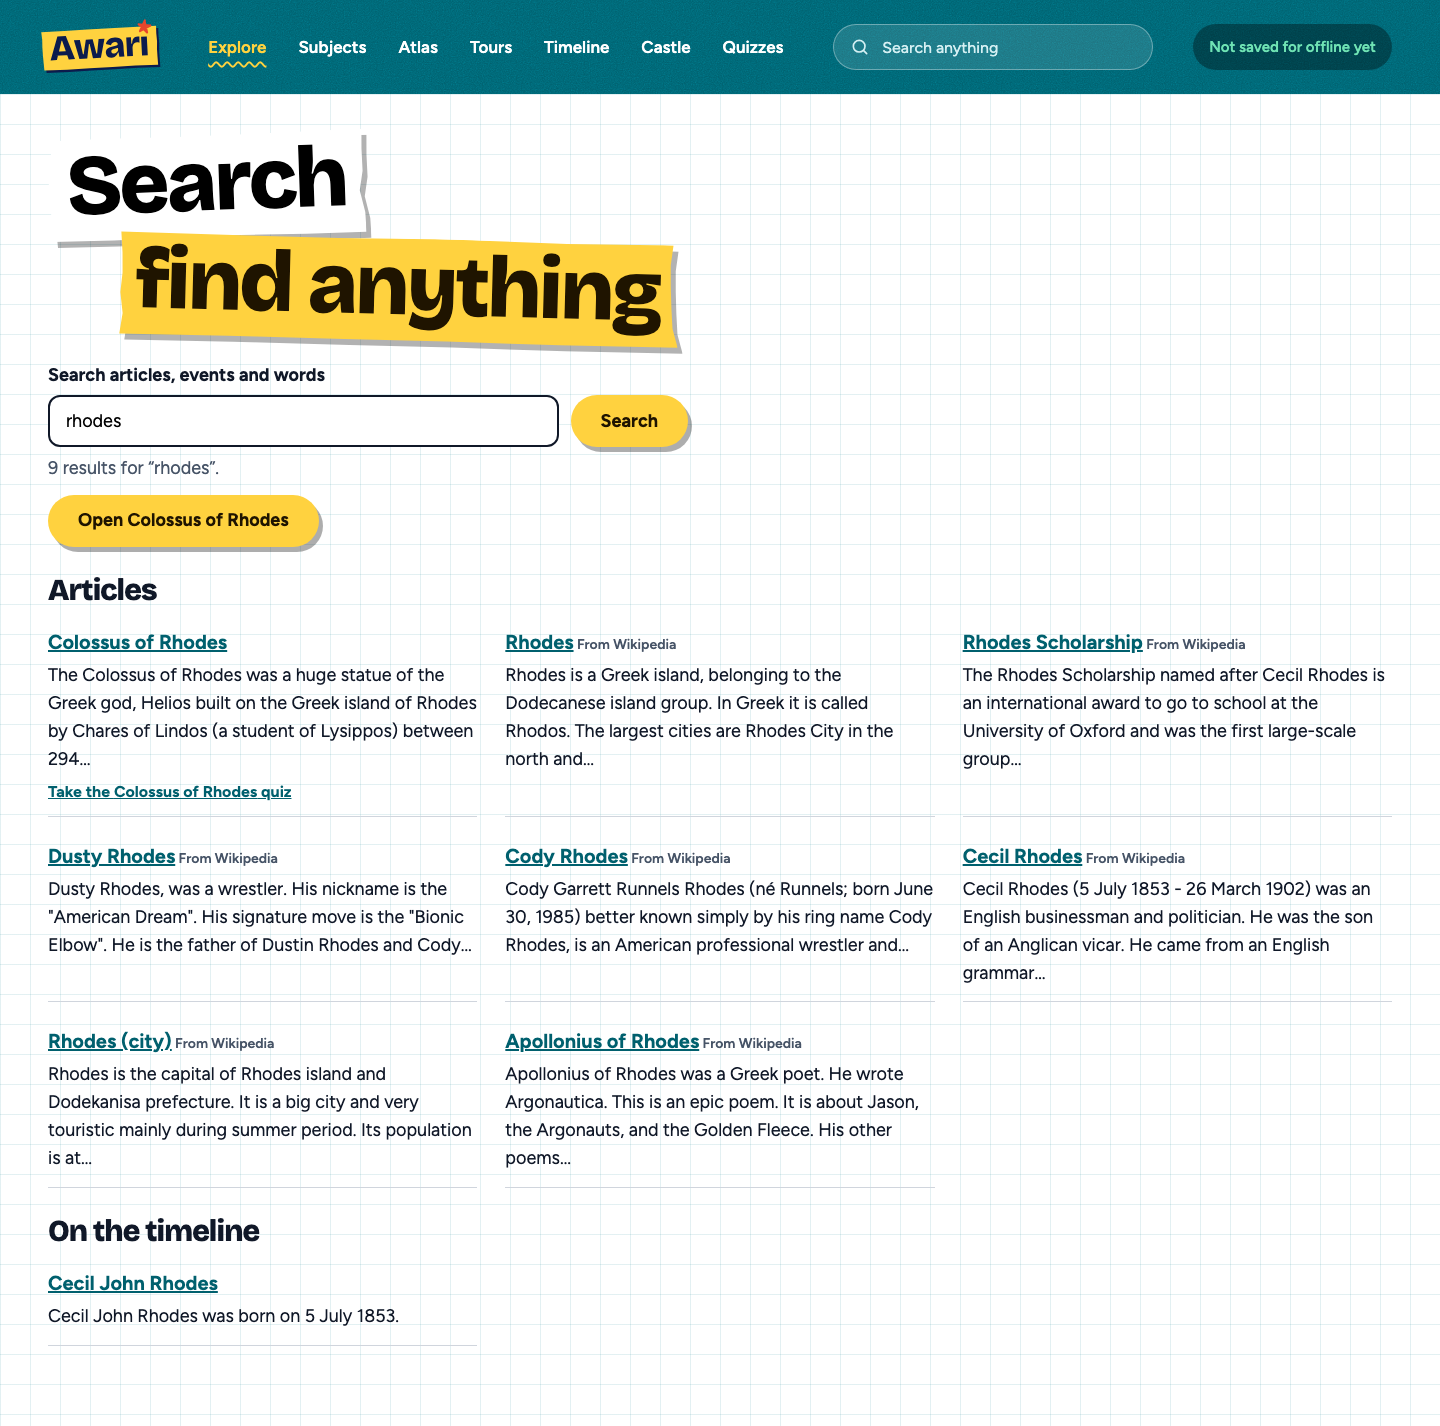 Awari
Explore
Subjects
Atlas
Tours
Timeline
Castle
Quizzes
Search anything
Not saved for offline yet
Search
find anything
Search articles, events and words
rhodes
Search
9 results for “rhodes”.
Open Colossus of Rhodes
Articles
Colossus of Rhodes
The Colossus of Rhodes was a huge statue of the
Greek god, Helios built on the Greek island of Rhodes
by Chares of Lindos (a student of Lysippos) between
294...
Take the Colossus of Rhodes quiz
Rhodes From Wikipedia
Rhodes is a Greek island, belonging to the
Dodecanese island group. In Greek it is called
Rhodos. The largest cities are Rhodes City in the
north and...
Rhodes Scholarship From Wikipedia
The Rhodes Scholarship named after Cecil Rhodes is
an international award to go to school at the
University of Oxford and was the first large-scale
group...
Dusty Rhodes From Wikipedia
Dusty Rhodes, was a wrestler. His nickname is the
"American Dream". His signature move is the "Bionic
Elbow". He is the father of Dustin Rhodes and Cody...
Cody Rhodes From Wikipedia
Cody Garrett Runnels Rhodes (né Runnels; born June
30, 1985) better known simply by his ring name Cody
Rhodes, is an American professional wrestler and...
Cecil Rhodes From Wikipedia
Cecil Rhodes (5 July 1853 - 26 March 1902) was an
English businessman and politician. He was the son
of an Anglican vicar. He came from an English
grammar...
Rhodes (city) From Wikipedia
Rhodes is the capital of Rhodes island and
Dodekanisa prefecture. It is a big city and very
touristic mainly during summer period. Its population
is at...
Apollonius of Rhodes From Wikipedia
Apollonius of Rhodes was a Greek poet. He wrote
Argonautica. This is an epic poem. It is about Jason,
the Argonauts, and the Golden Fleece. His other
poems...
On the timeline
Cecil John Rhodes
Cecil John Rhodes was born on 5 July 1853.